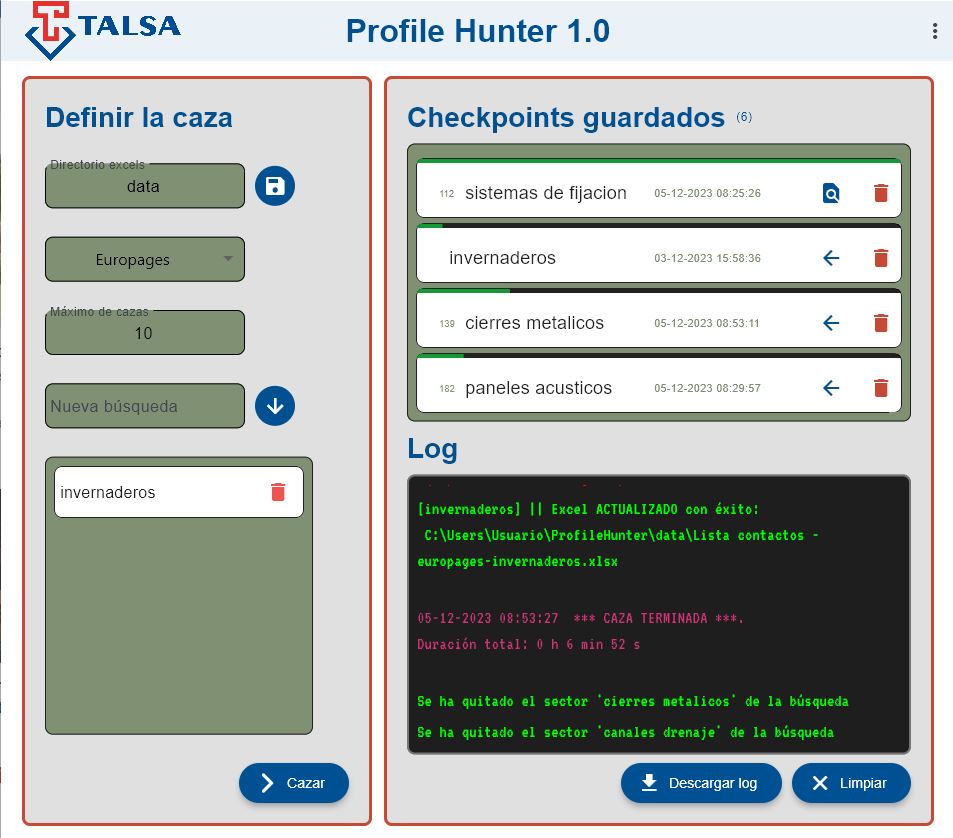 TALSA
Profile Hunter 1.0
Definir la caza
Directorio excels
data
Europages
Máximo de cazas
10
Nueva búsqueda
invernaderos
Cazar
Checkpoints guardados (6)
112 sistemas de fijacion 05-12-2023 08:25:26
invernaderos 03-12-2023 15:58:36
139 cierres metalicos 05-12-2023 08:53:11
182 paneles acusticos 05-12-2023 08:29:57
Log
[invernaderos] || Excel ACTUALIZADO con éxito:
C:\Users\Usuario\ProfileHunter\data\Lista contactos -
europages-invernaderos.xlsx
05-12-2023 08:53:27 *** CAZA TERMINADA ***.
Duración total: 0 h 6 min 52 s
Se ha quitado el sector 'cierres metalicos' de la búsqueda
Se ha quitado el sector 'canales drenaje' de la búsqueda
Descargar log
Limpiar